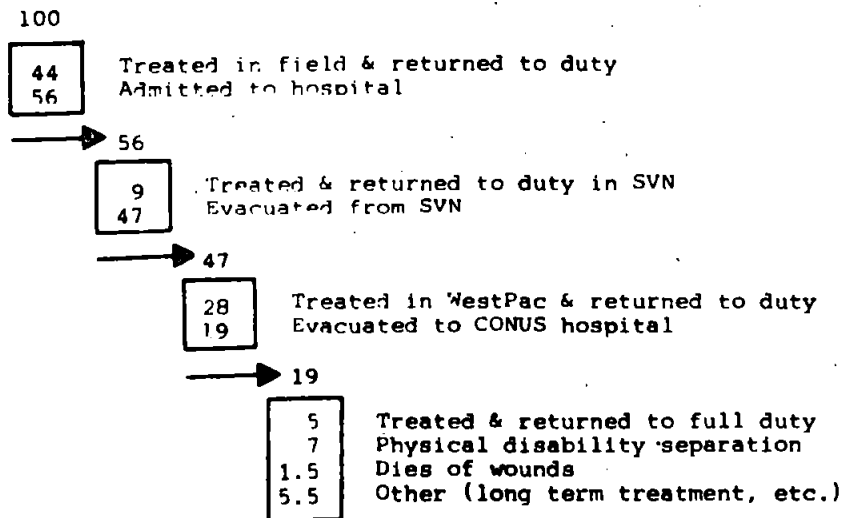 100
44 Treated in field & returned to duty
56 Admitted to hospital
56
9 Treated & returned to duty in SVN
47 Evacuated from SVN
47
28 Treated in WestPac & returned to duty
19 Evacuated to CONUS hospital
19
5 Treated & returned to full duty
7 Physical disability separation
1.5 Dies of wounds
5.5 Other (long term treatment, etc.)